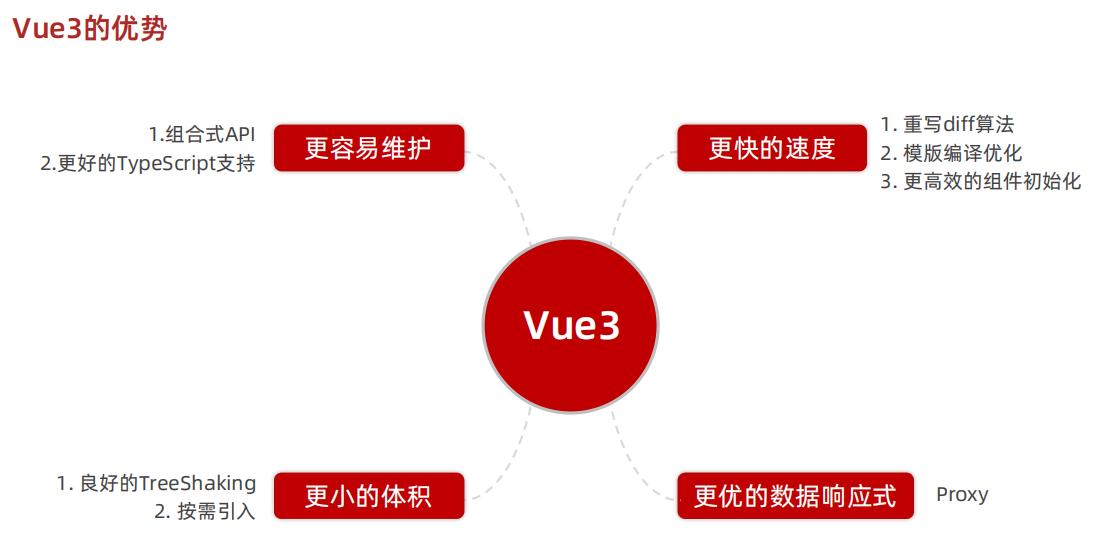 Vue3的优势
1.组合式API
2.更好的TypeScript支持
更容易维护
更快的速度
1. 重写diff算法
2. 模版编译优化
3. 更高效的组件初始化
Vue3
1. 良好的TreeShaking
2. 按需引入
更小的体积
更优的数据响应式
Proxy